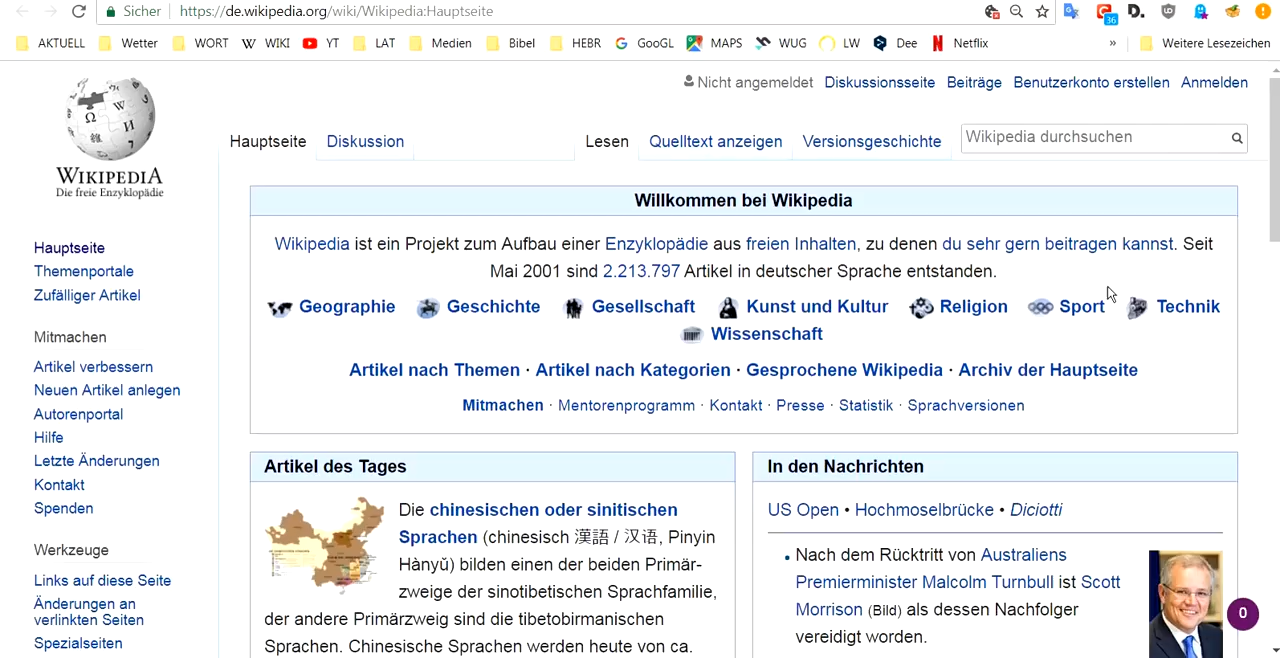 Sicher https://de.wikipedia.org/wiki/Wikipedia:Hauptseite
36 D.
AKTUELL Wetter WORT WIKI YT LAT Medien Bibel HEBR GooGL MAPS WUG LW Dee Netflix » Weitere Lesezeichen
Nicht angemeldet Diskussionsseite Beiträge Benutzerkonto erstellen Anmelden
WIKIPEDIA
Die freie Enzyklopädie
Hauptseite Diskussion Lesen Quelltext anzeigen Versionsgeschichte Wikipedia durchsuchen
Hauptseite
Themenportale
Zufälliger Artikel
Mitmachen
Artikel verbessern
Neuen Artikel anlegen
Autorenportal
Hilfe
Letzte Änderungen
Kontakt
Spenden
Werkzeuge
Links auf diese Seite
Änderungen an
verlinkten Seiten
Spezialseiten
Willkommen bei Wikipedia
Wikipedia ist ein Projekt zum Aufbau einer Enzyklopädie aus freien Inhalten, zu denen du sehr gern beitragen kannst. Seit
Mai 2001 sind 2.213.797 Artikel in deutscher Sprache entstanden.
Geographie Geschichte Gesellschaft Kunst und Kultur Religion Sport Technik
Wissenschaft
Artikel nach Themen · Artikel nach Kategorien · Gesprochene Wikipedia · Archiv der Hauptseite
Mitmachen · Mentorenprogramm · Kontakt · Presse · Statistik · Sprachversionen
Artikel des Tages
Die chinesischen oder sinitischen
Sprachen (chinesisch 漢語 / 汉语, Pinyin
Hànyǔ) bilden einen der beiden Primär-
zweige der sinotibetischen Sprachfamilie,
der andere Primärzweig sind die tibetobirmanischen
Sprachen. Chinesische Sprachen werden heute von ca.
In den Nachrichten
US Open • Hochmoselbrücke • Diciotti
• Nach dem Rücktritt von Australiens
Premierminister Malcolm Turnbull ist Scott
Morrison (Bild) als dessen Nachfolger
vereidigt worden.
0